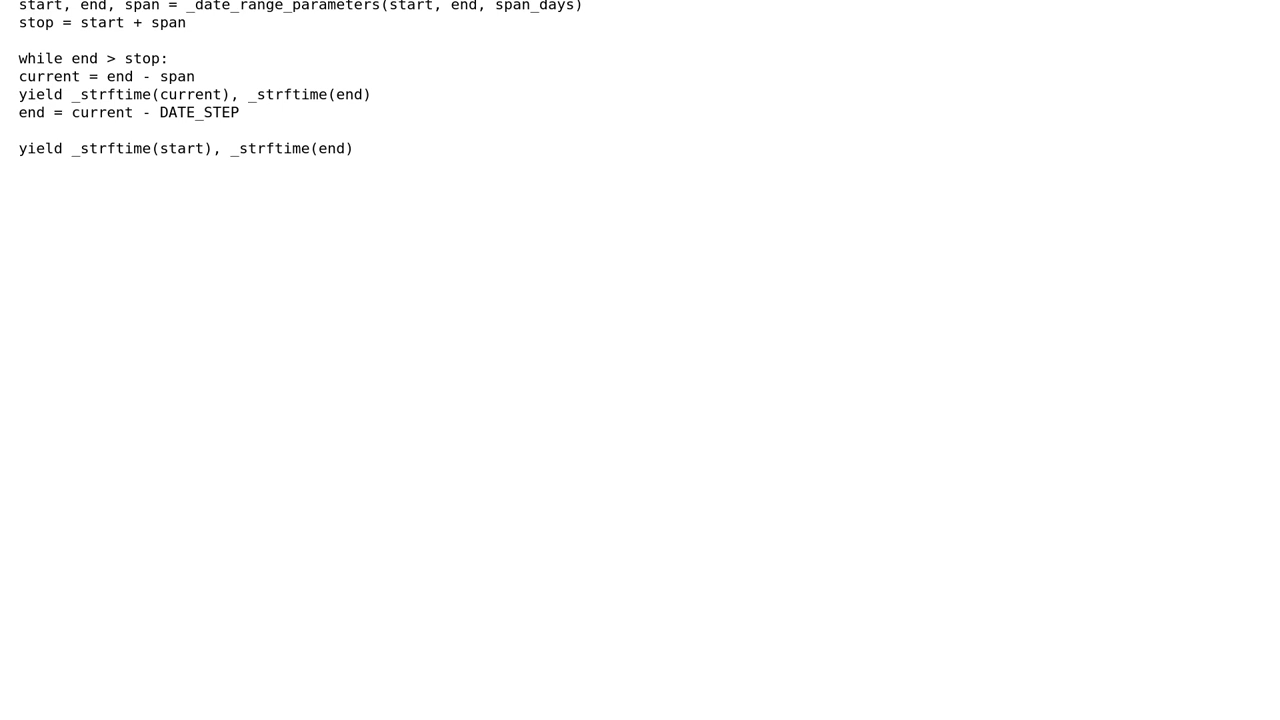 start, end, span = _date_range_parameters(start, end, span_days)
stop = start + span
while end > stop:
current = end - span
yield _strftime(current), _strftime(end)
end = current - DATE_STEP
yield _strftime(start), _strftime(end)